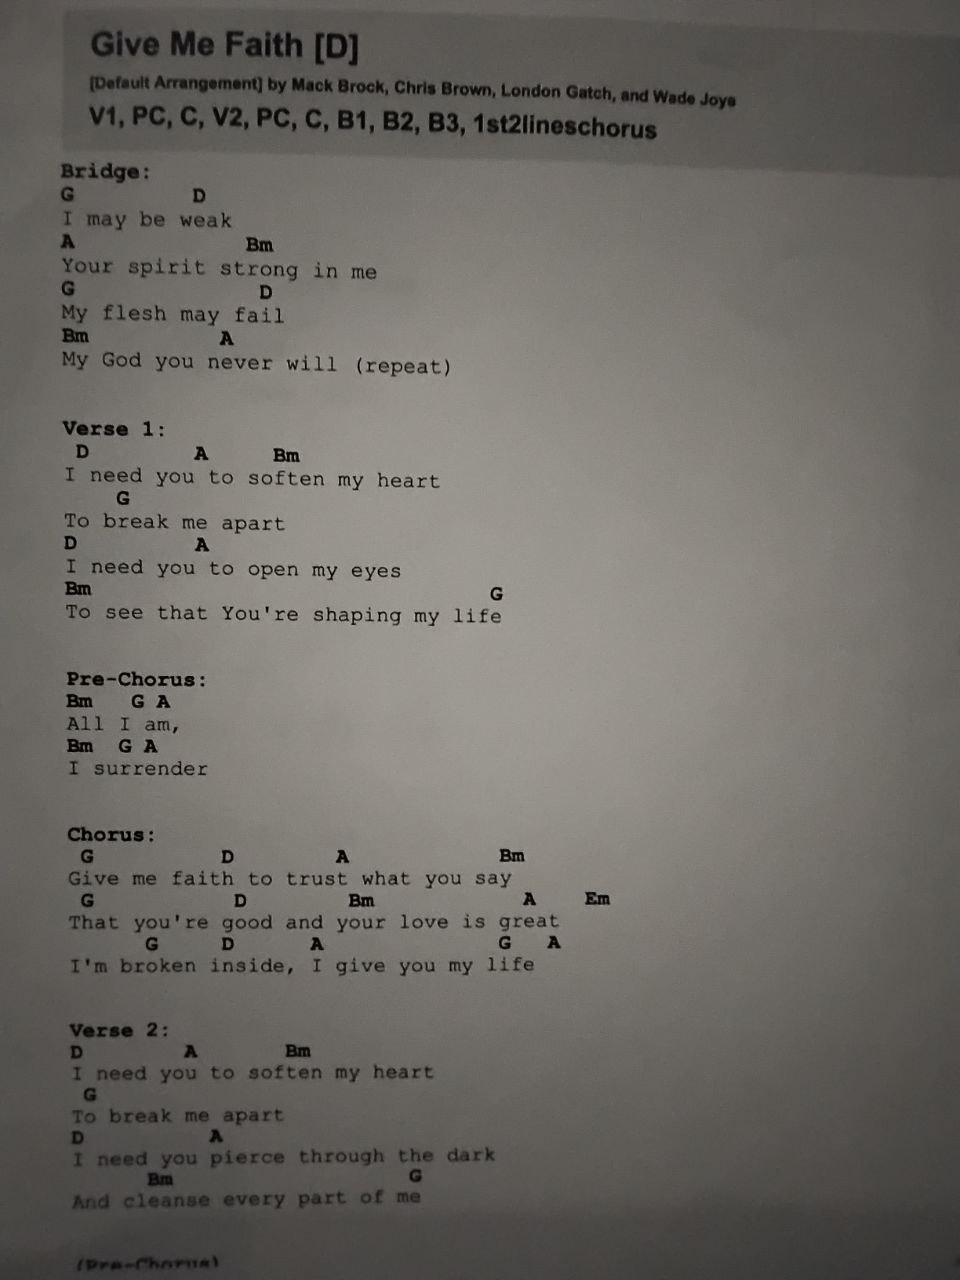 Give Me Faith [D]
[Default Arrangement] by Mack Brock, Chris Brown, London Gatch, and Wade Joye
V1, PC, C, V2, PC, C, B1, B2, B3, 1st2lineschorus
Bridge:
G D
I may be weak
A Bm
Your spirit strong in me
G D
My flesh may fail
Bm A
My God you never will (repeat)
Verse 1:
D A Bm
I need you to soften my heart
G
To break me apart
D A
I need you to open my eyes
Bm G
To see that You're shaping my life
Pre-Chorus:
Bm G A
All I am,
Bm G A
I surrender
Chorus:
G D A Bm
Give me faith to trust what you say
G D Bm A Em
That you're good and your love is great
G D A G A
I'm broken inside, I give you my life
Verse 2:
D A Bm
I need you to soften my heart
G
To break me apart
D A
I need you pierce through the dark
Bm G
And cleanse every part of me
(Pre-Chorus)